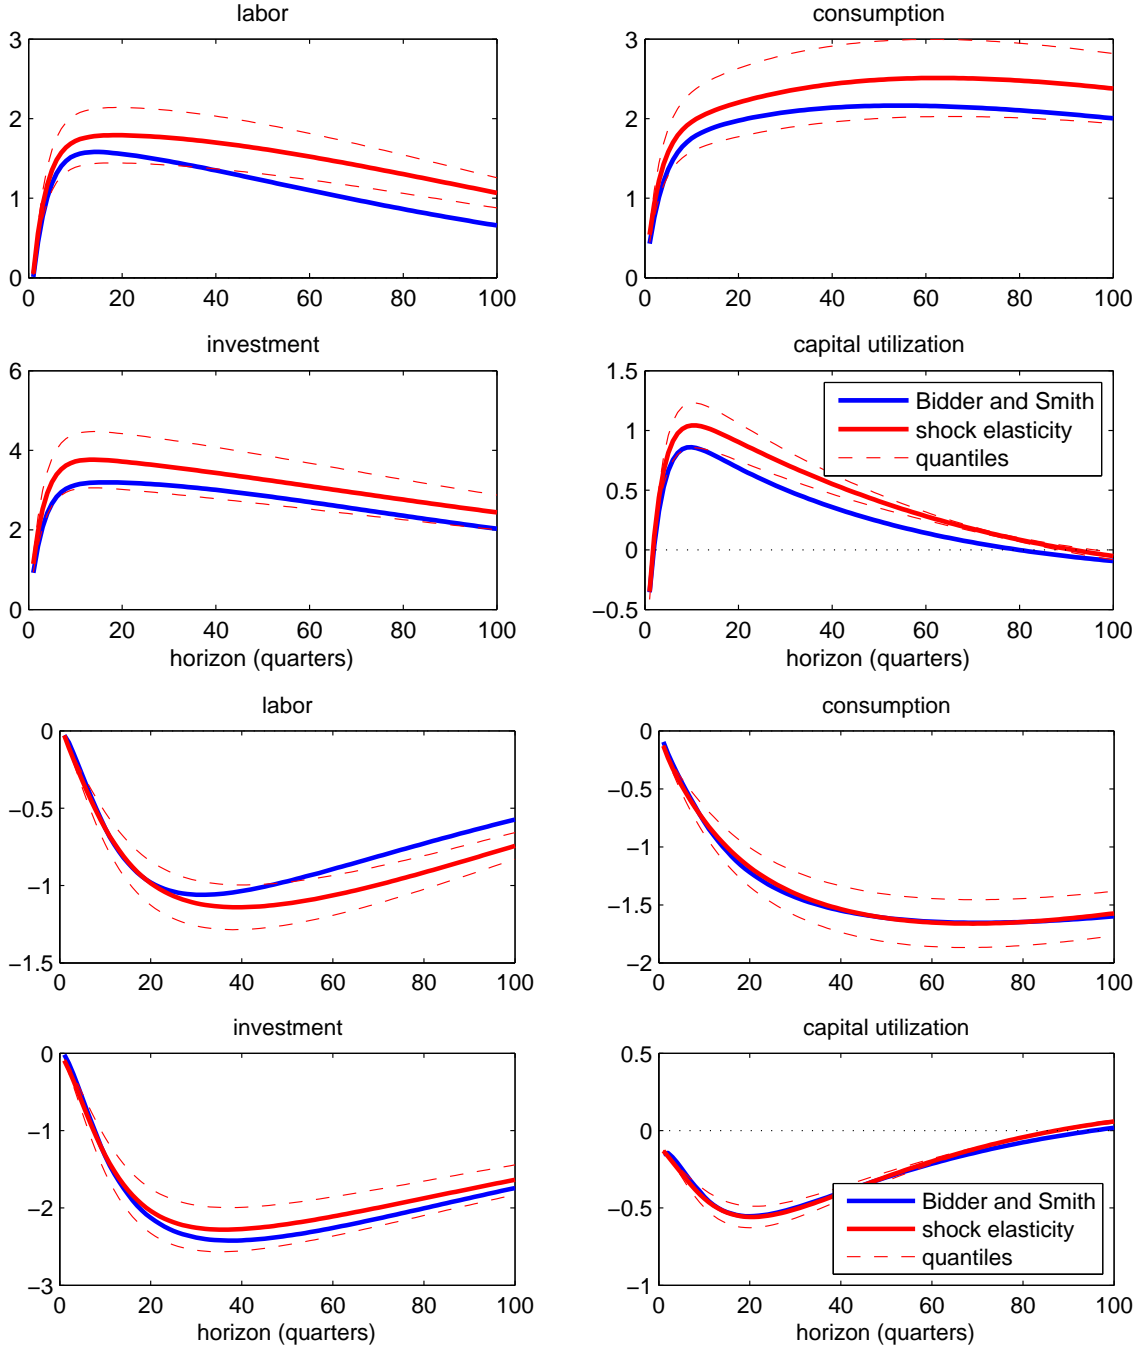 labor
3
2
1
0
0 20 40 60 80 100
consumption
3
2
1
0
0 20 40 60 80 100
investment
6
4
2
0
0 20 40 60 80 100
horizon (quarters)
capital utilization
1.5
1
0.5
0
−0.5
Bidder and Smith
shock elasticity
quantiles
0 20 40 60 80 100
horizon (quarters)
labor
0
−0.5
−1
−1.5
0 20 40 60 80 100
consumption
0
−0.5
−1
−1.5
−2
0 20 40 60 80 100
investment
0
−1
−2
−3
0 20 40 60 80 100
horizon (quarters)
capital utilization
0.5
0
−0.5
−1
Bidder and Smith
shock elasticity
quantiles
0 20 40 60 80 100
horizon (quarters)